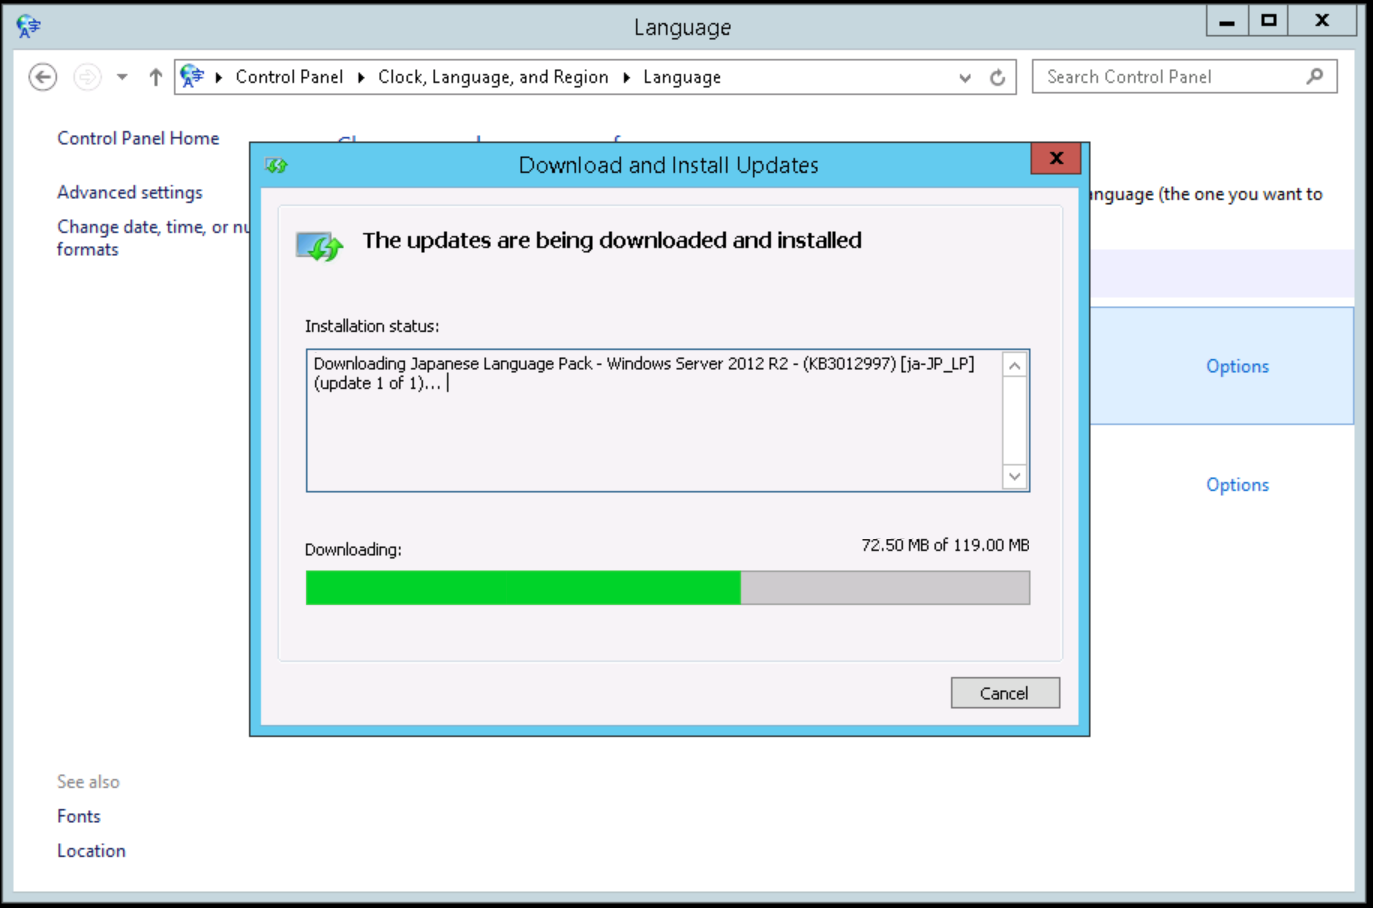 Language
Control Panel
Clock, Language, and Region
Language
Search Control Panel
Control Panel Home
Advanced settings
Change date, time, or
formats
nguage (the one you want to
Download and Install Updates
The updates are being downloaded and installed
Installation status:
Downloading Japanese Language Pack - Windows Server 2012 R2 - (KB3012997) [ja-JP_LP]
(update 1 of 1)...
Options
Options
Downloading:
72.50 MB of 119.00 MB
Cancel
See also
Fonts
Location